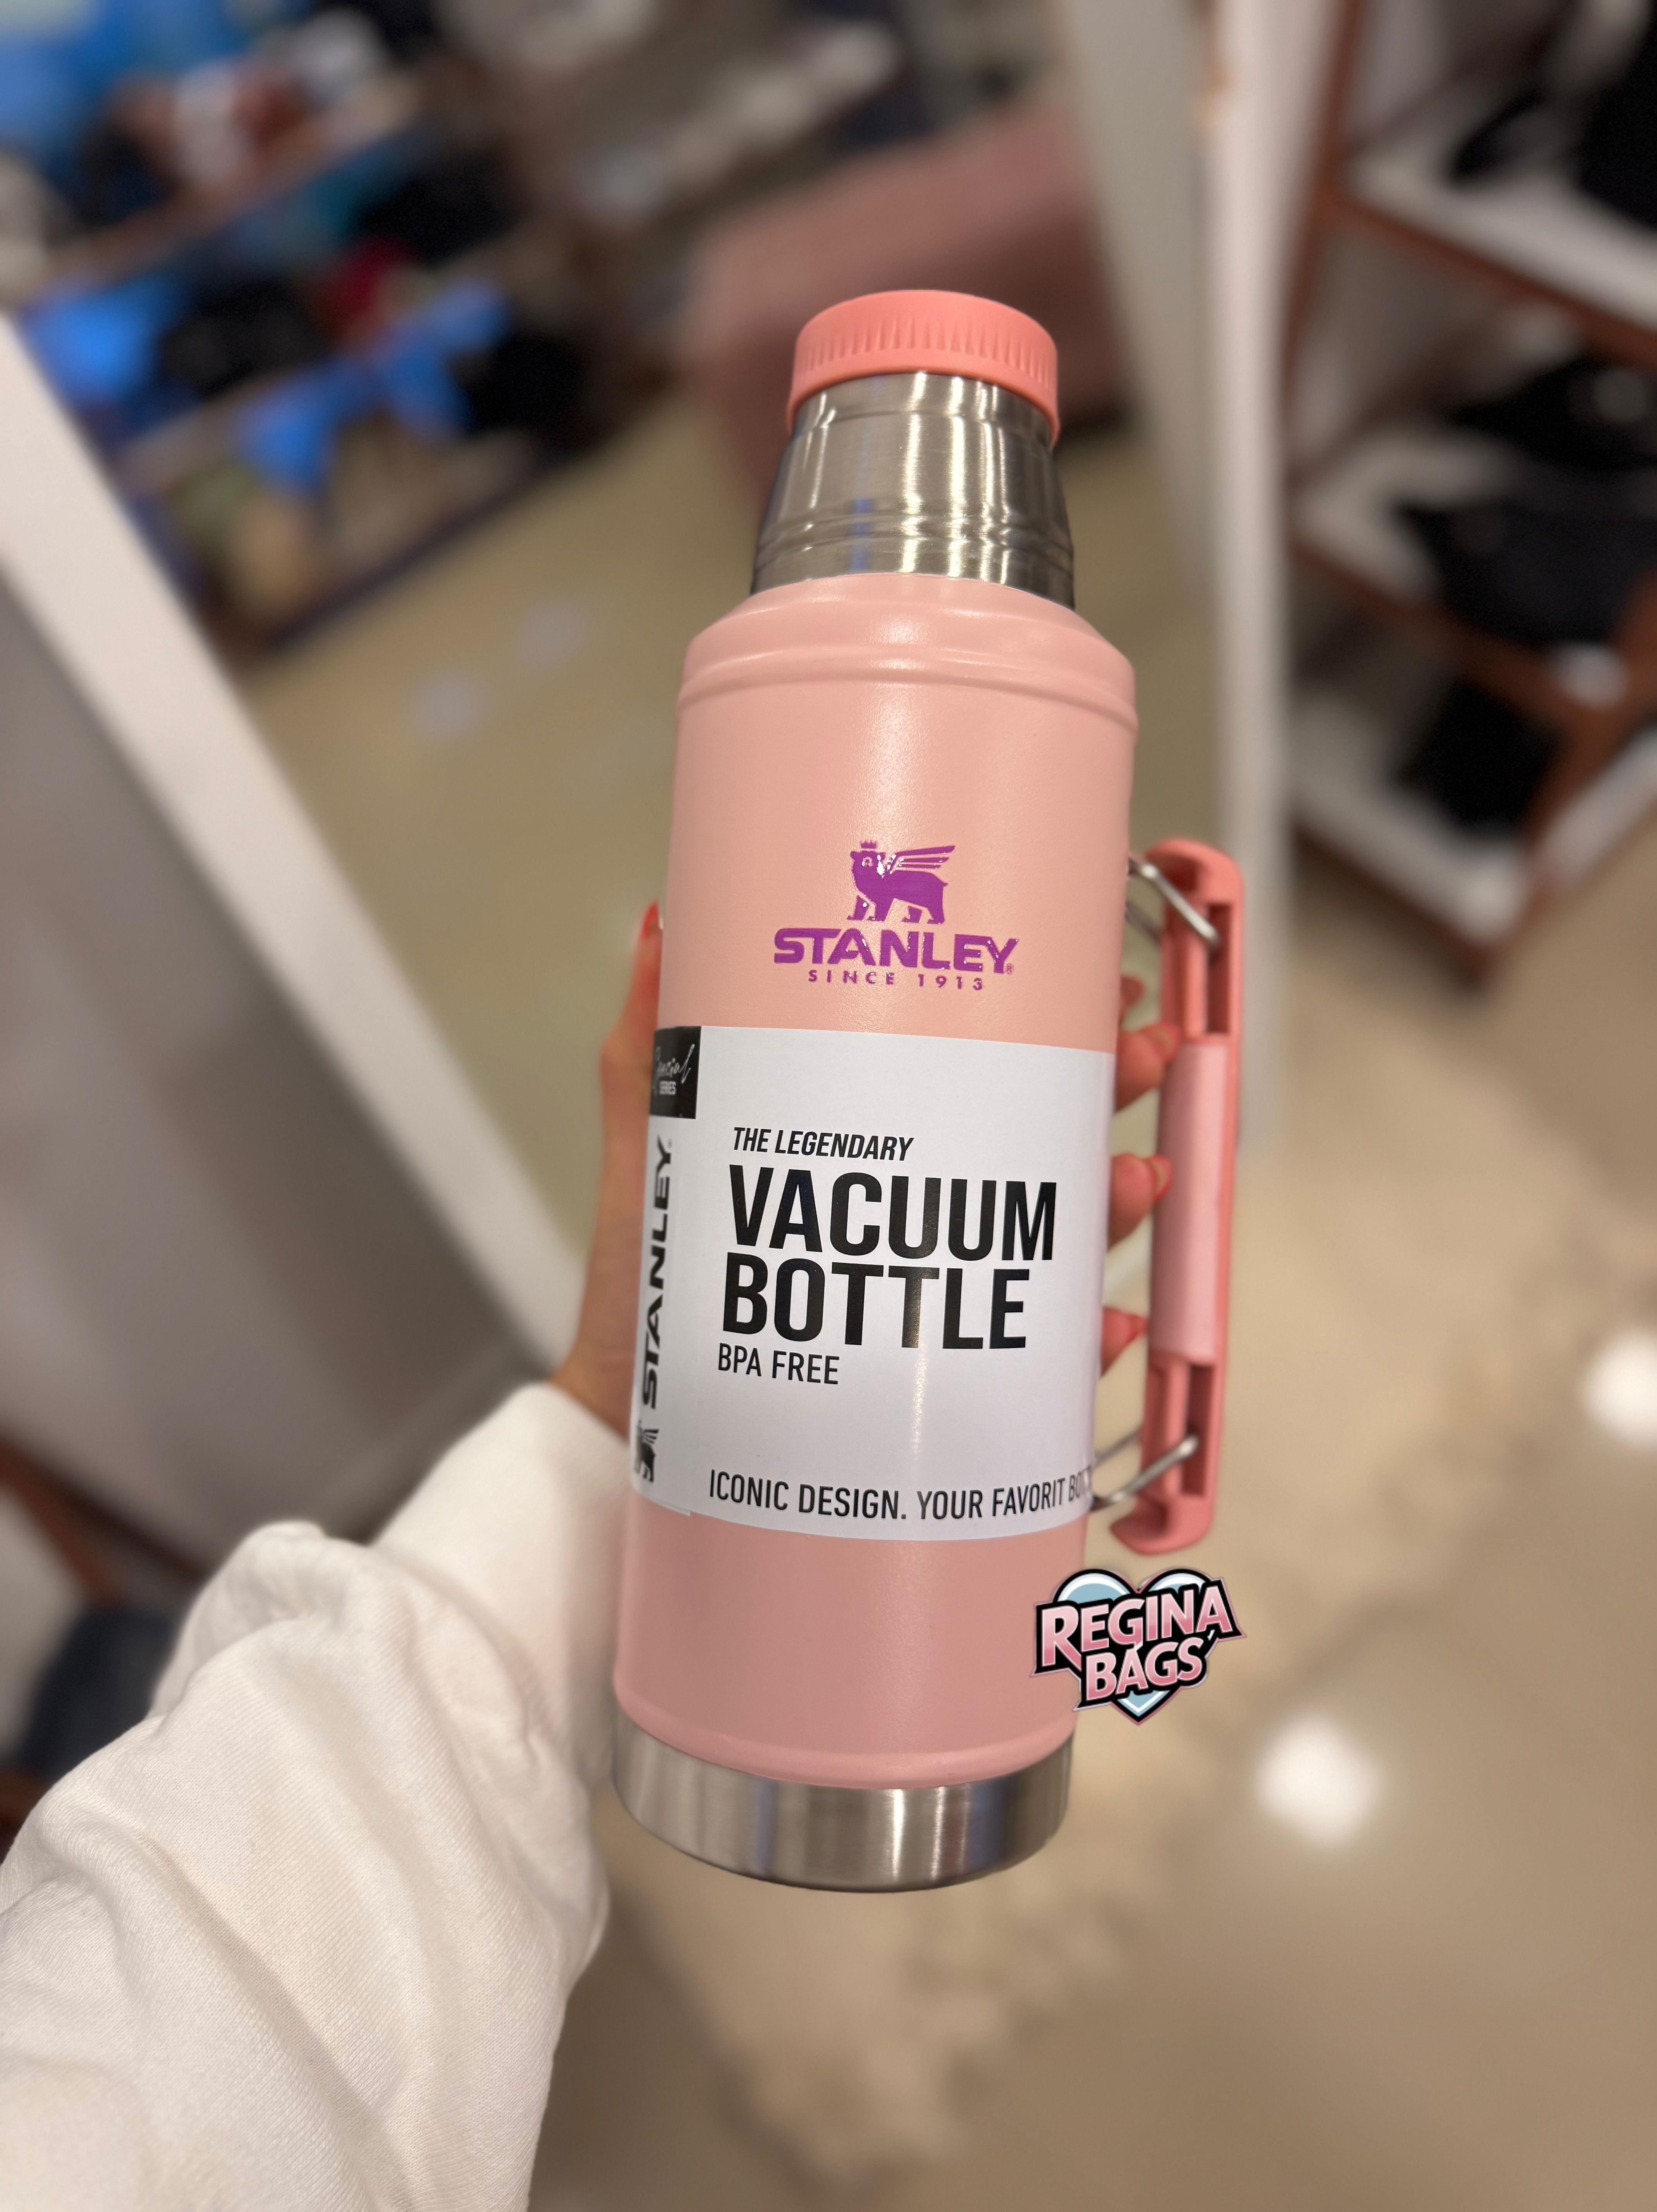 STANLEY®
SINCE 1913
Special
SERIES
STANLEY
THE LEGENDARY
VACUUM
BOTTLE
BPA FREE
ICONIC DESIGN. YOUR FAVORIT
REGINA
BAGS